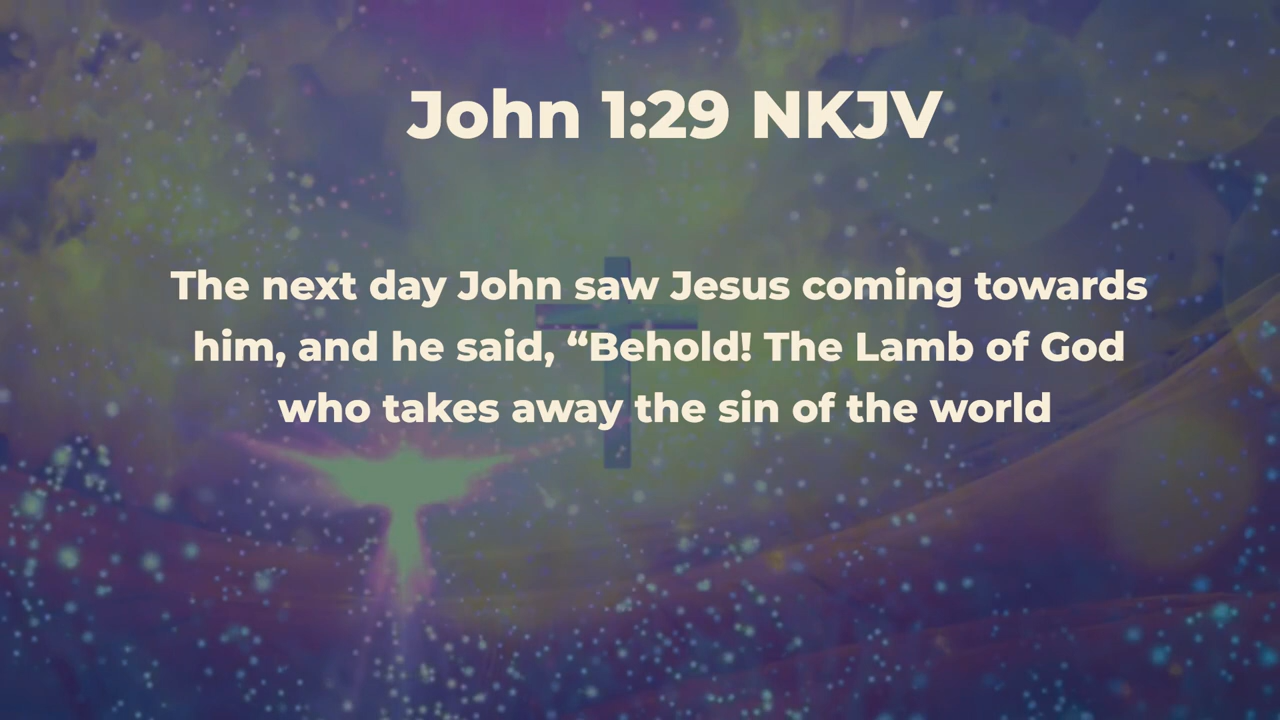 John 1:29 NKJV
The next day John saw Jesus coming towards
him, and he said, “Behold! The Lamb of God
who takes away the sin of the world